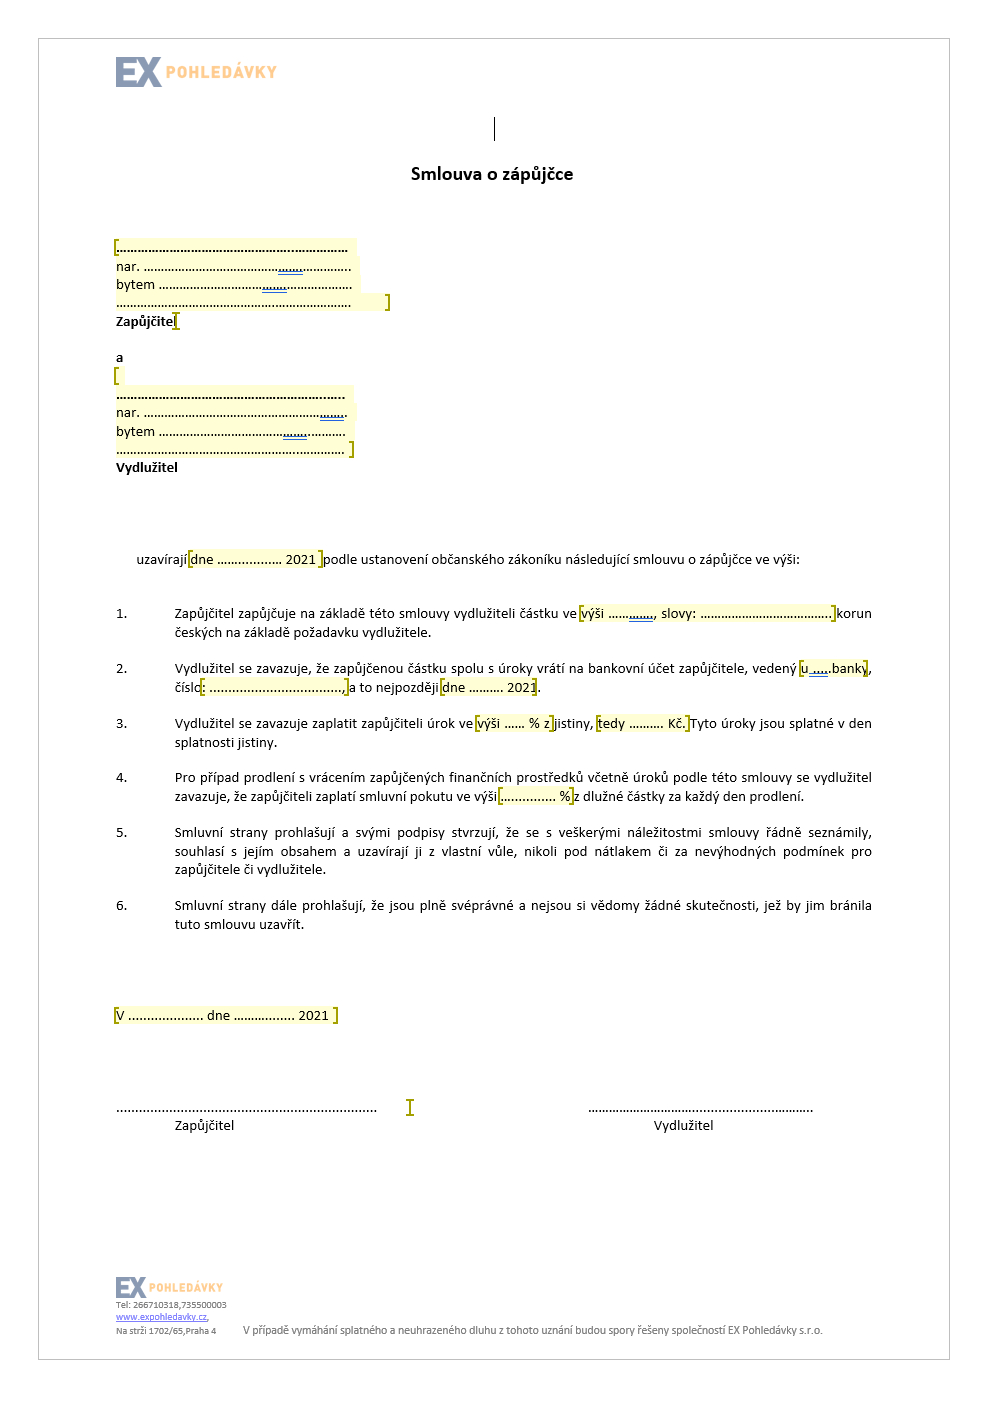 EX POHLEDÁVKY
Smlouva o zápůjčce
................................................................
nar. .........................................................
bytem .....................................................
................................................................
Zapůjčitel
a
...............................................................
nar. ........................................................
bytem ...................................................
...............................................................
Vydlužitel
uzavírají dne ................. 2021 podle ustanovení občanského zákoníku následující smlouvu o zápůjčce ve výši:
1. Zapůjčitel zapůjčuje na základě této smlouvy vydlužiteli částku ve výši ............, slovy: ................................... korun
českých na základě požadavku vydlužitele.
2. Vydlužitel se zavazuje, že zapůjčenou částku spolu s úroky vrátí na bankovní účet zapůjčitele, vedený u .....banky,
číslo: ..................................., a to nejpozději dne .......... 2021.
3. Vydlužitel se zavazuje zaplatit zapůjčiteli úrok ve výši ...... % z jistiny, tedy .......... Kč. Tyto úroky jsou splatné v den
splatnosti jistiny.
4. Pro případ prodlení s vrácením zapůjčených finančních prostředků včetně úroků podle této smlouvy se vydlužitel
zavazuje, že zapůjčiteli zaplatí smluvní pokutu ve výši ............... % z dlužné částky za každý den prodlení.
5. Smluvní strany prohlašují a svými podpisy stvrzují, že se s veškerými náležitostmi smlouvy řádně seznámily,
souhlasí s jejím obsahem a uzavírají ji z vlastní vůle, nikoli pod nátlakem či za nevýhodných podmínek pro
zapůjčitele či vydlužitele.
6. Smluvní strany dále prohlašují, že jsou plně svéprávné a nejsou si vědomy žádné skutečnosti, jež by jim bránila
tuto smlouvu uzavřít.
V .................... dne ................ 2021
..................................................................... ............................................................
Zapůjčitel Vydlužitel
EX POHLEDÁVKY
Tel: 266710318,735500003
www.expohledavky.cz,
Na strži 1702/65,Praha 4 V případě vymáhání splatného a neuhrazeného dluhu z tohoto uznání budou spory řešeny společností EX Pohledávky s.r.o.